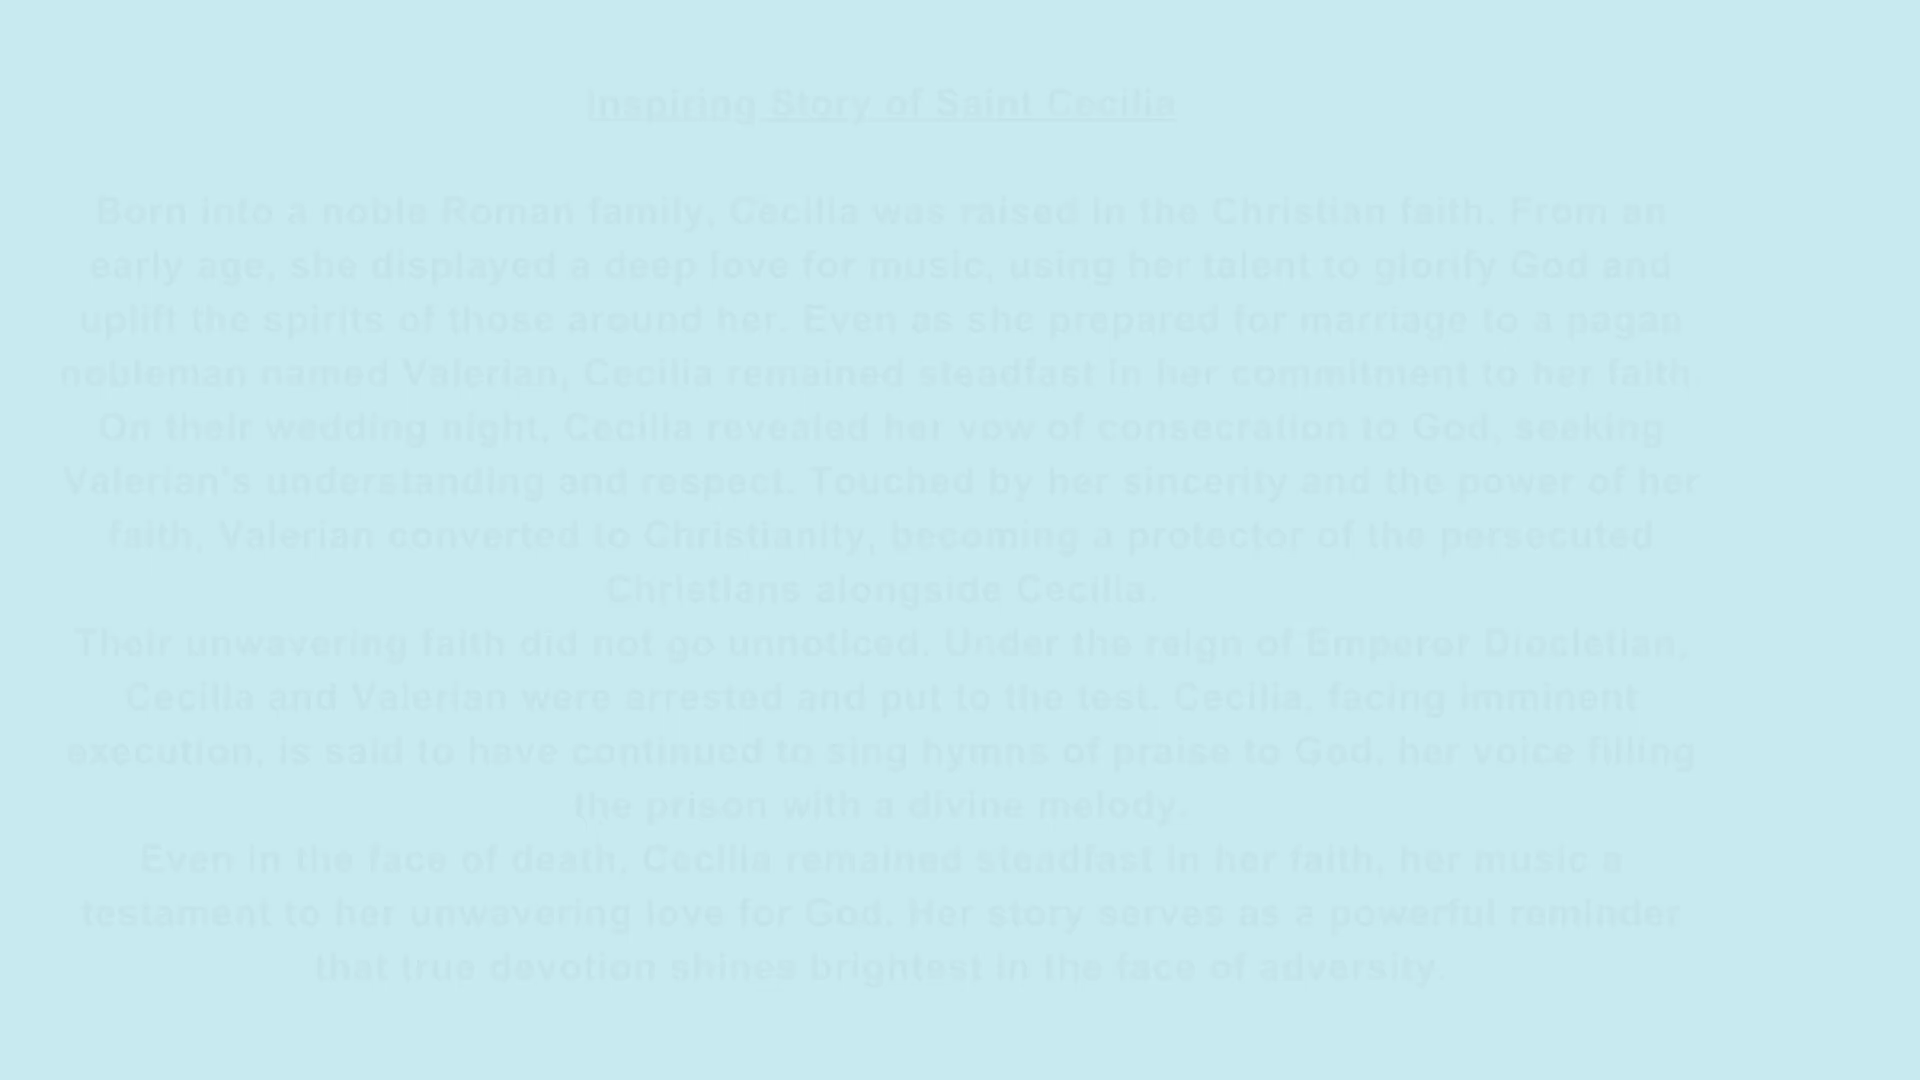 Inspiring Story of Saint Cecilia
Born into a noble Roman family, Cecilia was raised in the Christian faith. From an
early age, she displayed a deep love for music, using her talent to glorify God and
uplift the spirits of those around her. Even as she prepared for marriage to a pagan
nobleman named Valerian, Cecilia remained steadfast in her commitment to her faith.
On their wedding night, Cecilia revealed her vow of consecration to God, seeking
Valerian's understanding and respect. Touched by her sincerity and the power of her
faith, Valerian converted to Christianity, becoming a protector of the persecuted
Christians alongside Cecilia.
Their unwavering faith did not go unnoticed. Under the reign of Emperor Diocletian,
Cecilia and Valerian were arrested and put to the test. Cecilia, facing imminent
execution, is said to have continued to sing hymns of praise to God, her voice filling
the prison with a divine melody.
Even in the face of death, Cecilia remained steadfast in her faith, her music a
testament to her unwavering love for God. Her story serves as a powerful reminder
that true devotion shines brightest in the face of adversity.